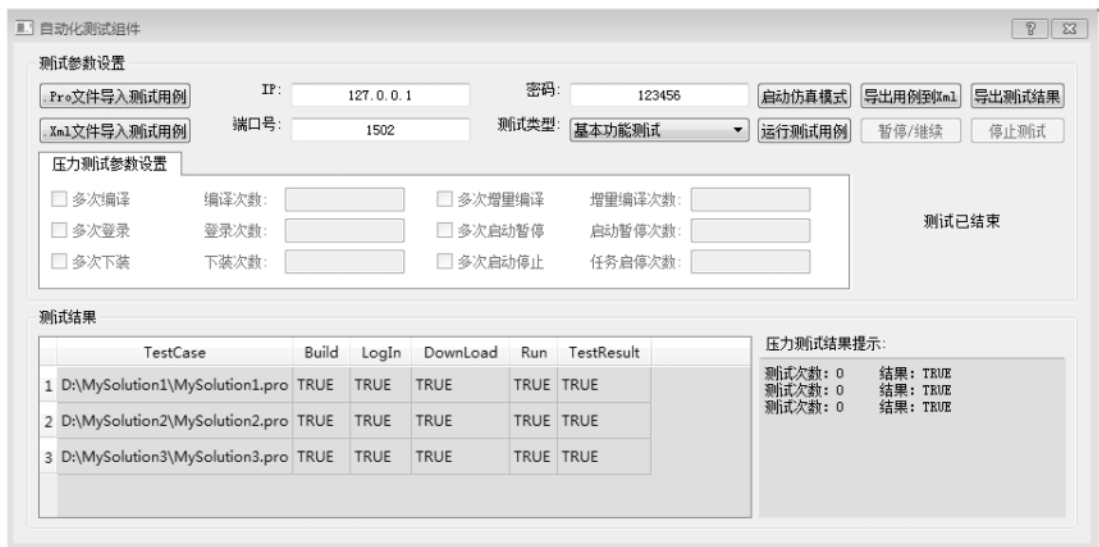 自动化测试组件
测试参数设置
.Pro文件导入测试用例 IP: 127.0.0.1 密码: 123456 启动仿真模式 导出用例到Xml 导出测试结果
.Xml文件导入测试用例 端口号: 1502 测试类型: 基本功能测试 运行测试用例 暂停/继续 停止测试
压力测试参数设置
多次编译 编译次数: 多次增量编译 增量编译次数:
多次登录 登录次数: 多次启动暂停 启动暂停次数:
多次下装 下装次数: 多次启动停止 任务启停次数:
测试已结束
测试结果
TestCase Build LogIn DownLoad Run TestResult
1 D:\MySolution1\MySolution1.pro TRUE TRUE TRUE TRUE TRUE
2 D:\MySolution2\MySolution2.pro TRUE TRUE TRUE TRUE TRUE
3 D:\MySolution3\MySolution3.pro TRUE TRUE TRUE TRUE TRUE
压力测试结果提示:
测试次数: 0 结果: TRUE
测试次数: 0 结果: TRUE
测试次数: 0 结果: TRUE